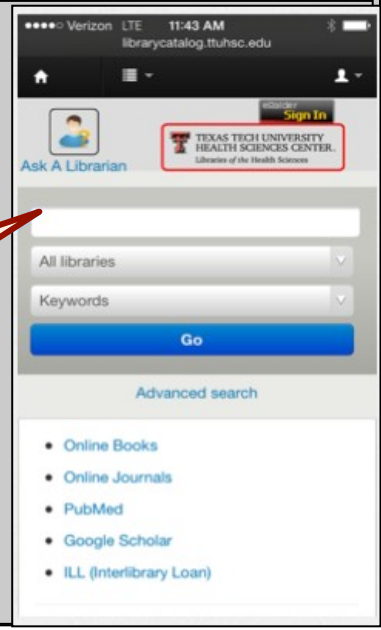 Verizon LTE 11:43 AM
librarycatalog.ttuhsc.edu
Sign In
TEXAS TECH UNIVERSITY
HEALTH SCIENCES CENTER.
Libraries of the Health Sciences
Ask A Librarian
All libraries
Keywords
Go
Advanced search
• Online Books
• Online Journals
• PubMed
• Google Scholar
• ILL (Interlibrary Loan)